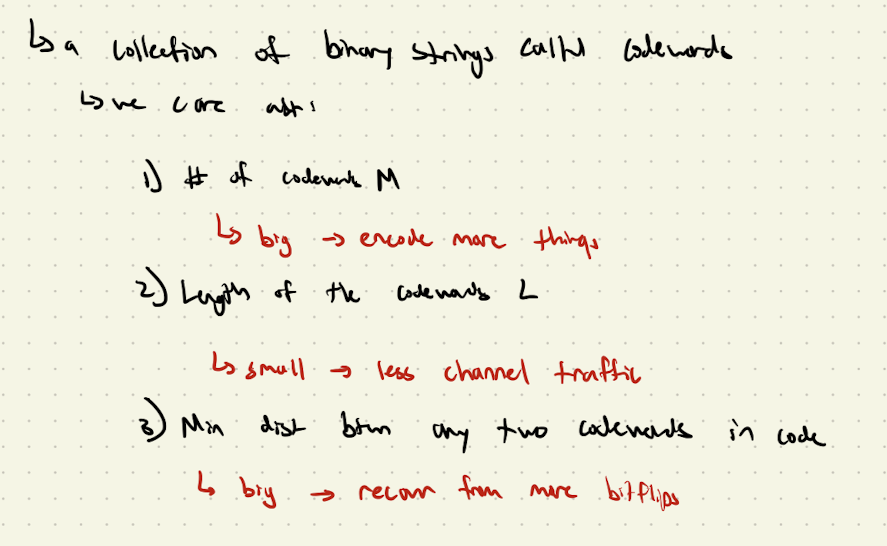 ↳ a collection of binary strings called codewords
↳ we care abt:
1) # of codewords M
↳ big → encode more things
2) Length of the codewords L
↳ small → less channel traffic
3) Min dist btwn any two codewords in code
↳ big → recover from more bitflips